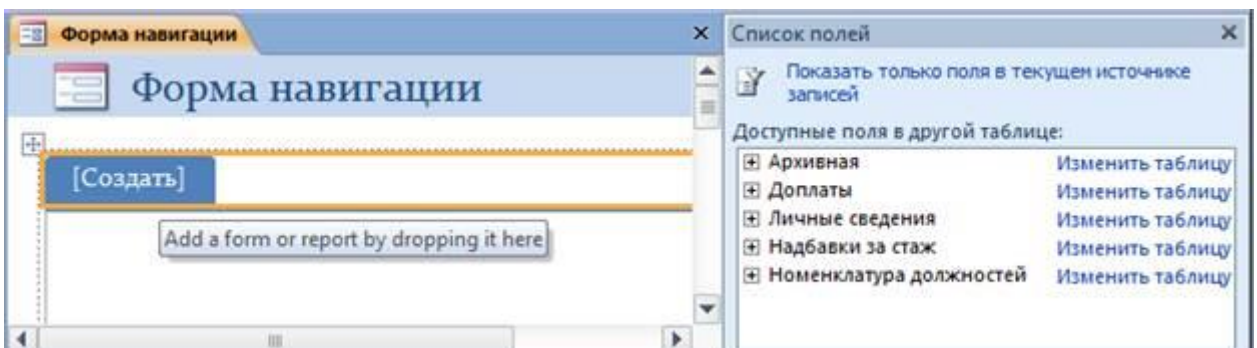 Форма навигации
Форма навигации
[Создать]
Add a form or report by dropping it here
Список полей
Показать только поля в текущем источнике
записей
Доступные поля в другой таблице:
Архивная Изменить таблицу
Доплаты Изменить таблицу
Личные сведения Изменить таблицу
Надбавки за стаж Изменить таблицу
Номенклатура должностей Изменить таблицу